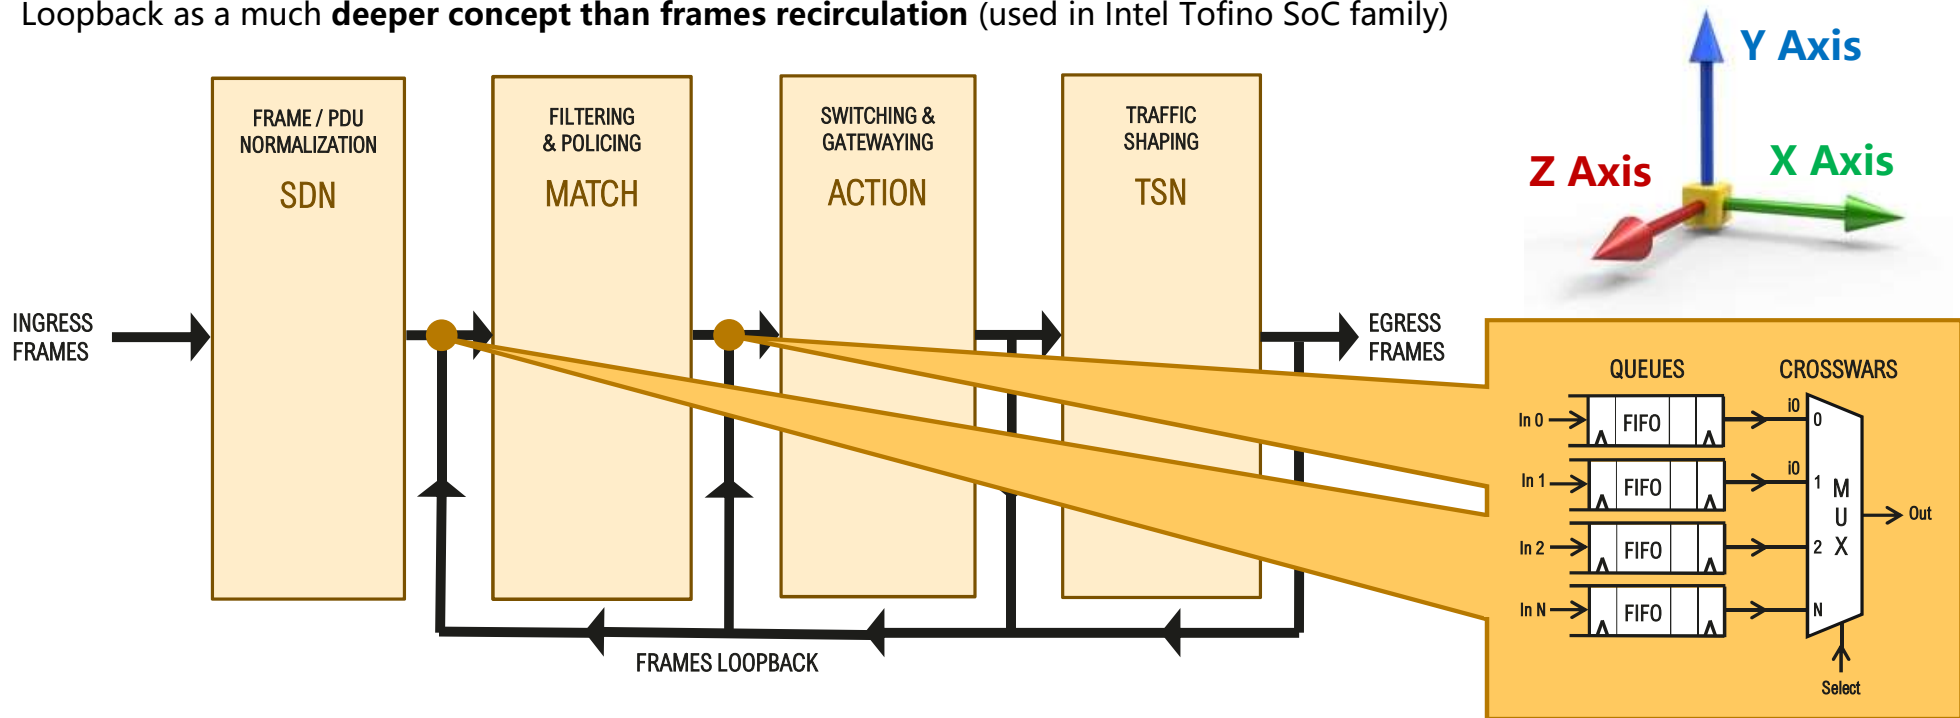 Loopback as a much deeper concept than frames recirculation (used in Intel Tofino SoC family)
FRAME / PDU
NORMALIZATION
SDN
FILTERING
& POLICING
MATCH
SWITCHING &
GATEWAYING
ACTION
TRAFFIC
SHAPING
TSN
Y Axis
X Axis
Z Axis
INGRESS
FRAMES
EGRESS
FRAMES
FRAMES LOOPBACK
QUEUES
CROSSWARS
In 0
FIFO
i0
0
In 1
FIFO
i0
1
In 2
FIFO
2
In N
FIFO
N
M
U
X
Out
Select